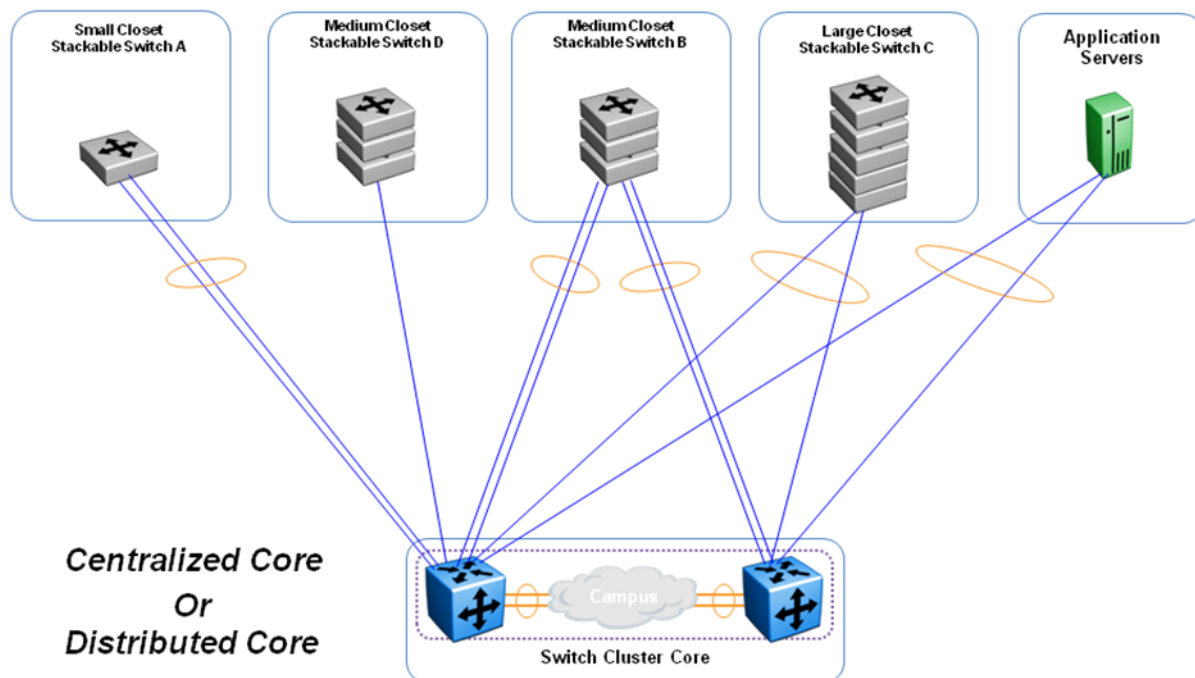 Small Closet
Stackable Switch A
Medium Closet
Stackable Switch D
Medium Closet
Stackable Switch B
Large Closet
Stackable Switch C
Application
Servers
Centralized Core
Or
Distributed Core
Campus
Switch Cluster Core